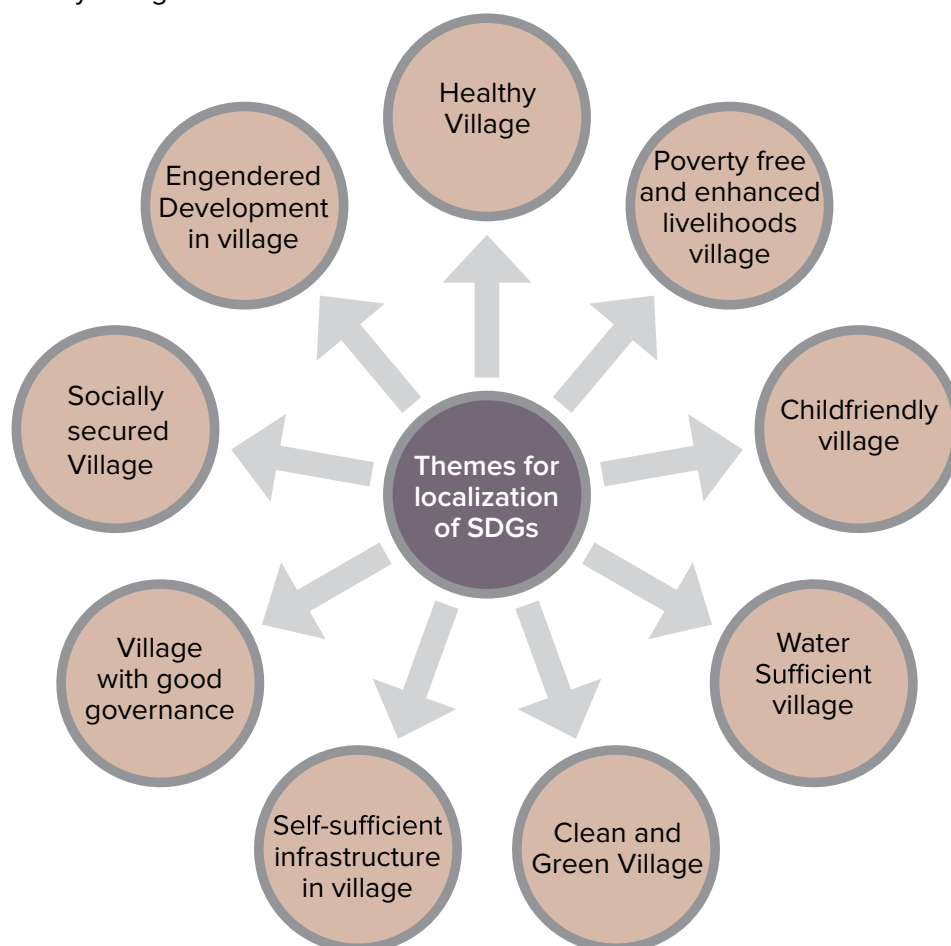 Healthy
Village
Poverty free
and enhanced
livelihoods
village
Childfriendly
village
Water
Sufficient
village
Clean and
Green Village
Self-sufficient
infrastructure
in village
Village
with good
governance
Socially
secured
Village
Engendered
Development
in village
Themes for
localization
of SDGs